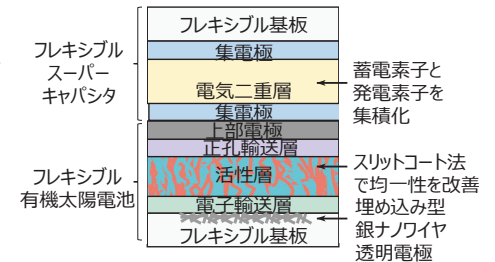 フレキシブル
スーパー
キャパシタ
フレキシブル
有機太陽電池
フレキシブル基板
集電極
電気二重層
集電極
上部電極
正孔輸送層
活性層
電子輸送層
フレキシブル基板
蓄電素子と
発電素子を
集積化
スリットコート法
で均一性を改善
埋め込み型
銀ナノワイヤ
透明電極